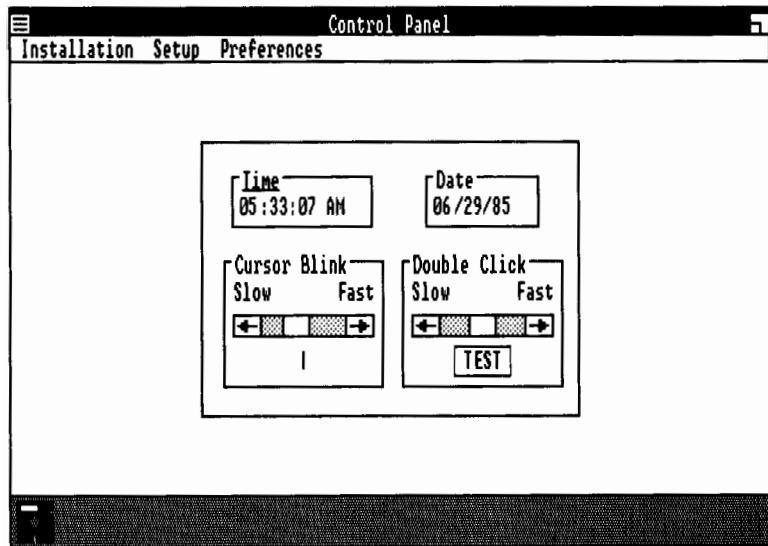 Control Panel
Installation Setup Preferences
Time
05:33:07 AM
Date
06/29/85
Cursor Blink
Slow Fast
Double Click
Slow Fast
TEST